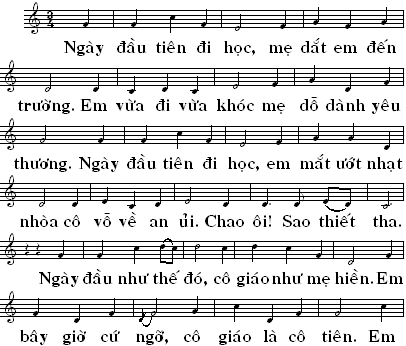 3 4
Ngày đầu tiên đi học, mẹ dắt em đến
trường. Em vừa đi vừa khóc mẹ dỗ dành yêu
thương. Ngày đầu tiên đi học, em mắt ướt nhạt
nhòa cô vỗ về an ủi. Chao ôi! Sao thiết tha.
Ngày đầu như thế đó, cô giáo như mẹ hiền. Em
bây giờ cứ ngỡ, cô giáo là cô tiên. Em